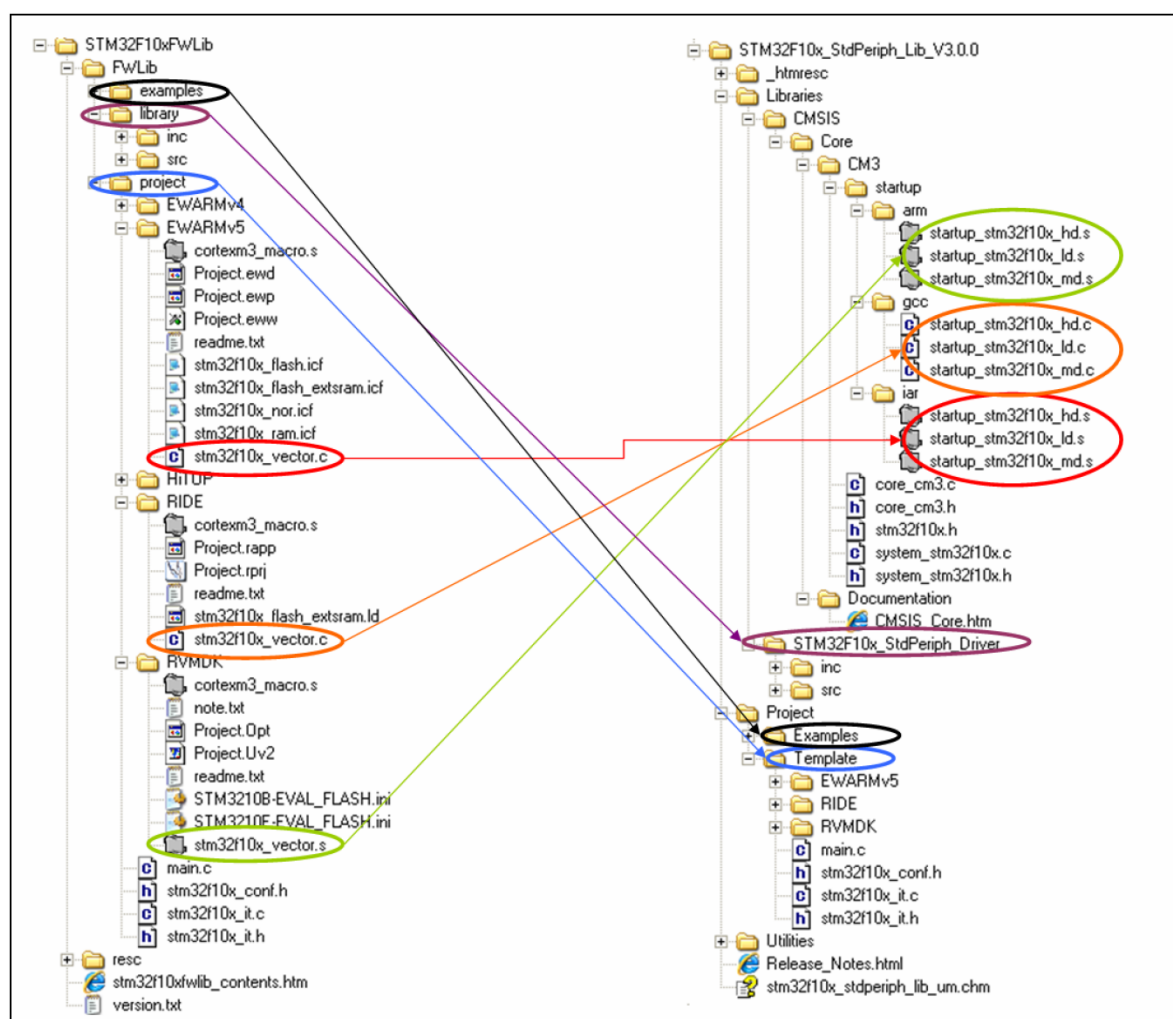 STM32F10xFWLib
FWLib
examples
library
inc
src
project
EWARMv4
EWARMv5
cortexm3_macro.s
Project.ewd
Project.ewp
Project.eww
readme.txt
stm32f10x_flash.icf
stm32f10x_flash_extsram.icf
stm32f10x_nor.icf
stm32f10x_ram.icf
stm32f10x_vector.c
HiTOP
RIDE
cortexm3_macro.s
Project.rapp
Project.rprj
readme.txt
stm32f10x_flash_extsram.ld
stm32f10x_vector.c
RVMDK
cortexm3_macro.s
note.txt
Project.Opt
Project.Uv2
readme.txt
STM3210B-EVAL_FLASH.ini
STM3210E-EVAL_FLASH.ini
stm32f10x_vector.s
main.c
stm32f10x_conf.h
stm32f10x_it.c
stm32f10x_it.h
resc
stm32f10xfwlib_contents.htm
version.txt
STM32F10x_StdPeriph_Lib_V3.0.0
_htmresc
Libraries
CMSIS
Core
CM3
startup
arm
startup_stm32f10x_hd.s
startup_stm32f10x_ld.s
startup_stm32f10x_md.s
gcc
startup_stm32f10x_hd.c
startup_stm32f10x_ld.c
startup_stm32f10x_md.c
iar
startup_stm32f10x_hd.s
startup_stm32f10x_ld.s
startup_stm32f10x_md.s
core_cm3.c
core_cm3.h
stm32f10x.h
system_stm32f10x.c
system_stm32f10x.h
Documentation
CMSIS_Core.htm
STM32F10x_StdPeriph_Driver
inc
src
Project
Examples
Template
EWARMv5
RIDE
RVMDK
main.c
stm32f10x_conf.h
stm32f10x_it.c
stm32f10x_it.h
Utilities
Release_Notes.html
stm32f10x_stdperiph_lib_um.chm